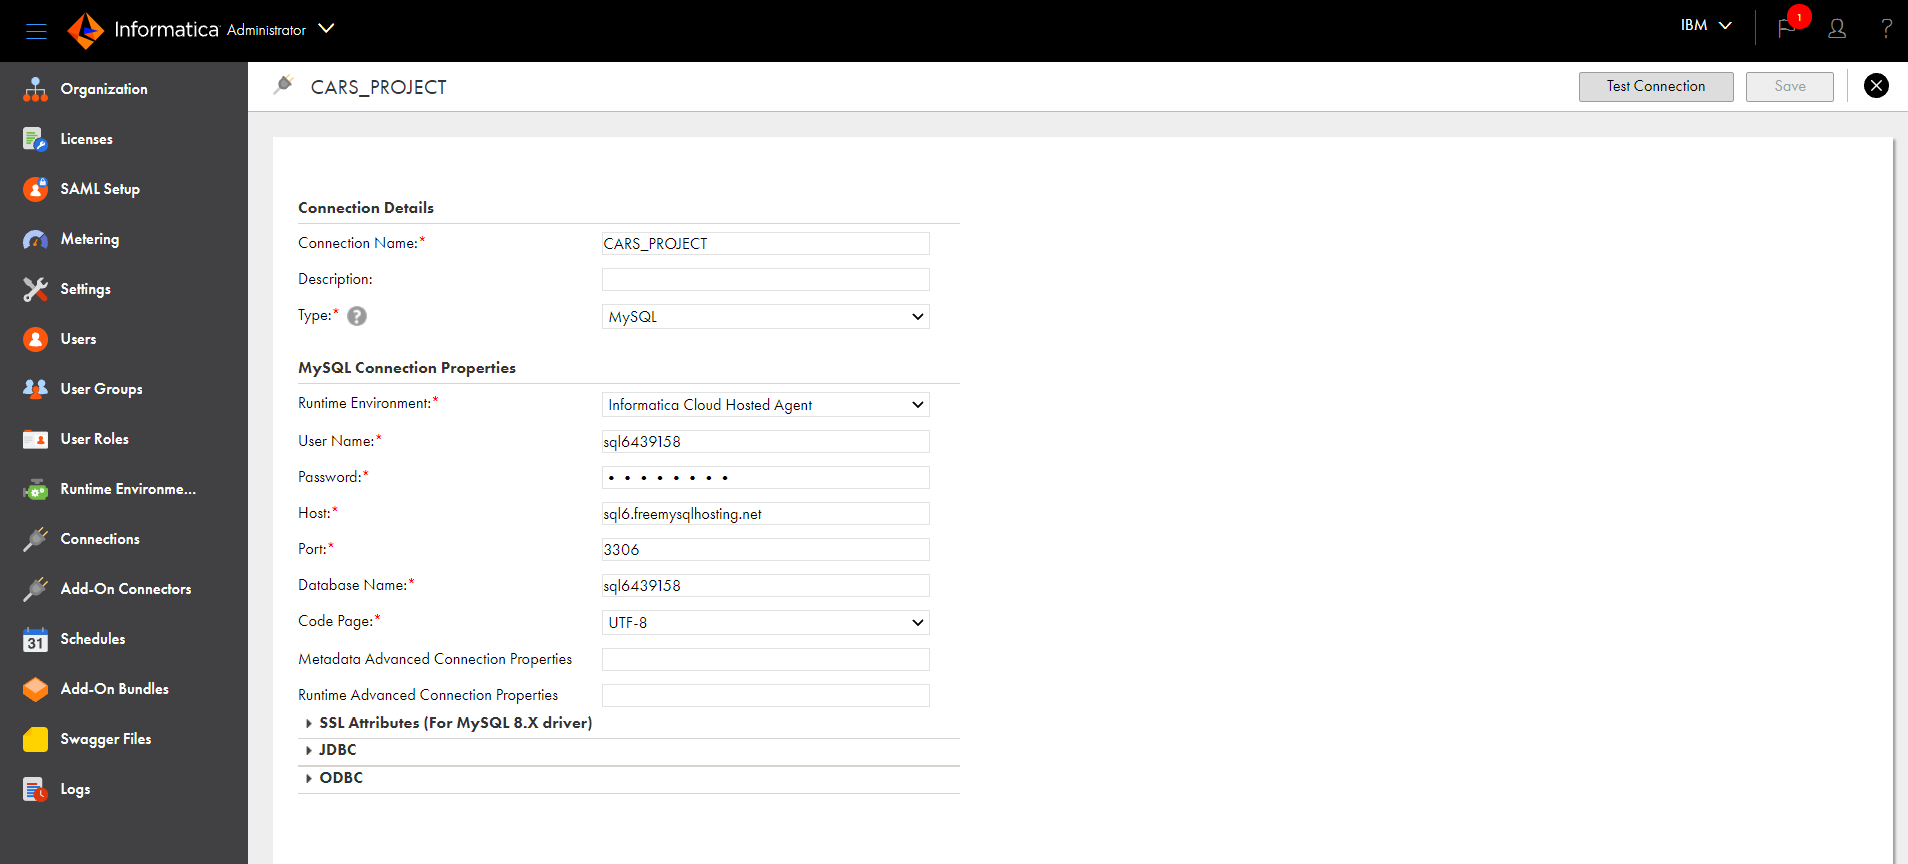 Informatica Administrator
IBM
1
?
Organization
Licenses
SAML Setup
Metering
Settings
Users
User Groups
User Roles
Runtime Environme...
Connections
Add-On Connectors
31
Schedules
Add-On Bundles
Swagger Files
Logs
CARS_PROJECT
Test Connection
Save
Connection Details
Connection Name:* CARS_PROJECT
Description:
Type:* ? MySQL
MySQL Connection Properties
Runtime Environment:* Informatica Cloud Hosted Agent
User Name:* sql6439158
Password:* • • • • • • • •
Host:* sql6.freemysqlhosting.net
Port:* 3306
Database Name:* sql6439158
Code Page:* UTF-8
Metadata Advanced Connection Properties
Runtime Advanced Connection Properties
SSL Attributes (For MySQL 8.X driver)
JDBC
ODBC